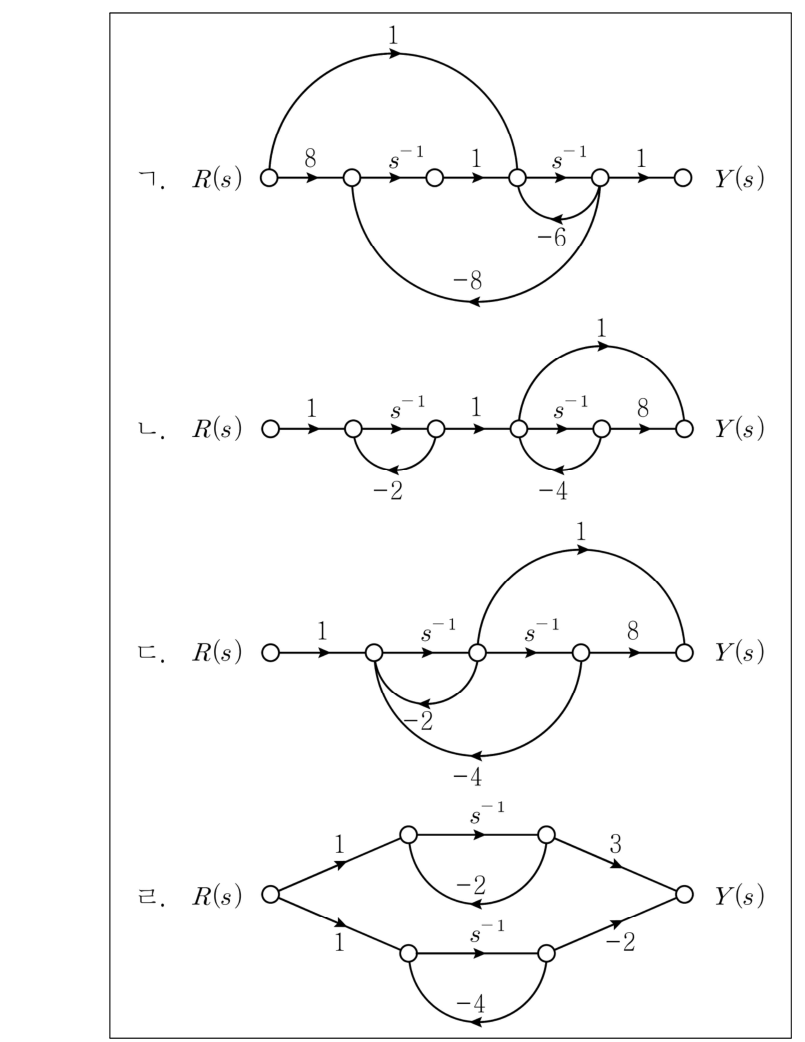 1
ㄱ. R(s) 8 s⁻¹ 1 s⁻¹ 1 Y(s)
-6
-8
1
ㄴ. R(s) 1 s⁻¹ 1 s⁻¹ 8 Y(s)
-2 -4
1
ㄷ. R(s) 1 s⁻¹ s⁻¹ 8 Y(s)
-2
-4
s⁻¹
1 3
-2
ㄹ. R(s) Y(s)
s⁻¹
1 -2
-4